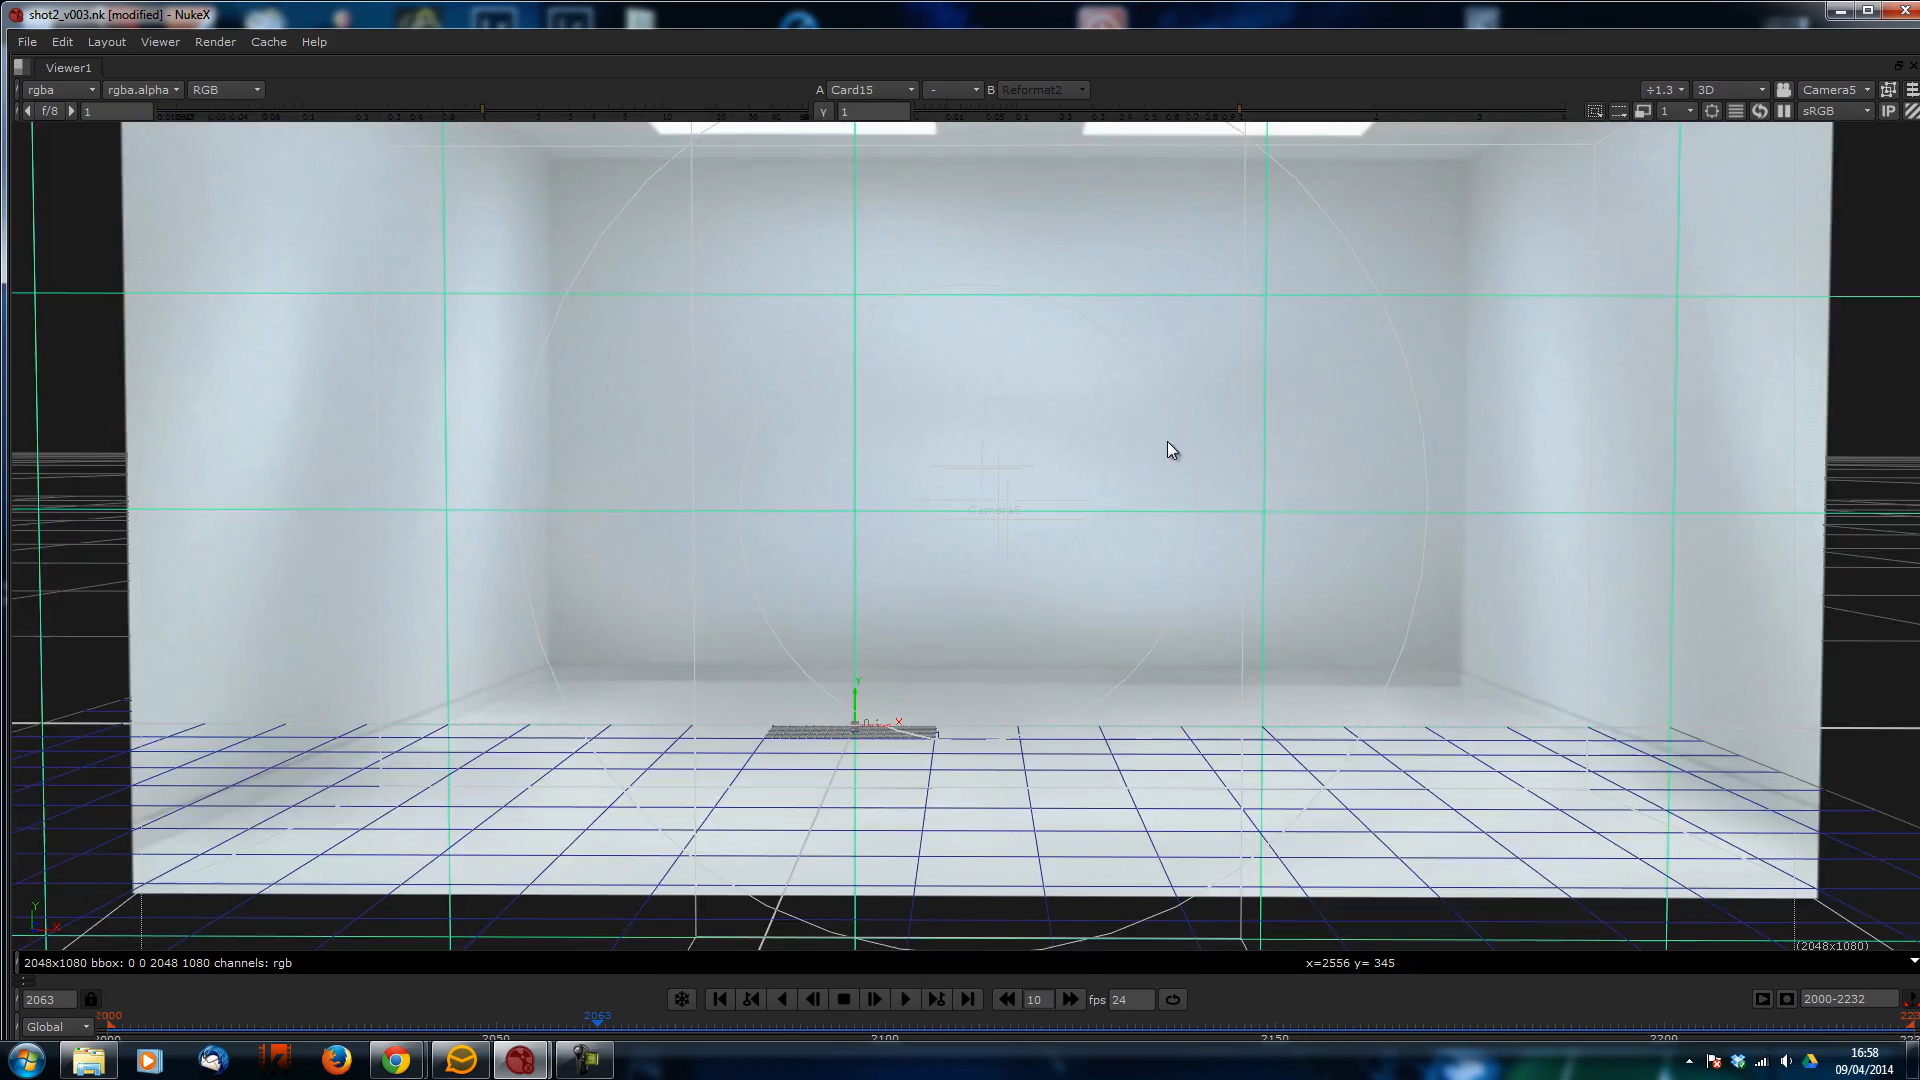 shot2_v003.nk [modified] - NukeX
File Edit Layout Viewer Render Cache Help
Viewer1
rgba rgba.alpha RGB A Card15 - B Reformat2 ÷1.3 3D Camera5
f/8 1 Y 1 1 sRGB IP
Camera5
Y
X
Y
X
(2048x1080)
2048x1080 bbox: 0 0 2048 1080 channels: rgb x=2556 y= 345
2063 10 fps 24 2000-2232
Global 2000 2063
2050 2100 2150 2200
16:58
09/04/2014